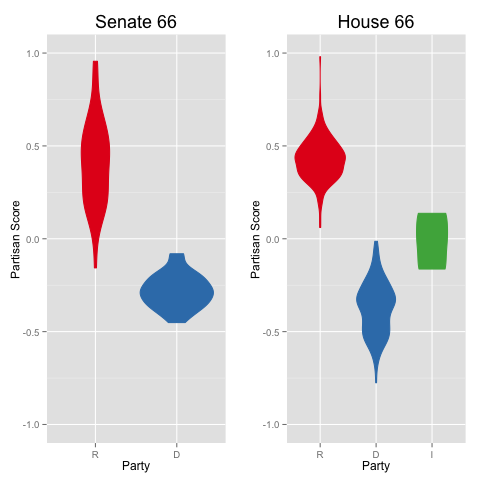 Senate 66
House 66
Partisan Score
1.0
0.5
0.0
-0.5
-1.0
R D
Party
Partisan Score
1.0
0.5
0.0
-0.5
-1.0
R D I
Party